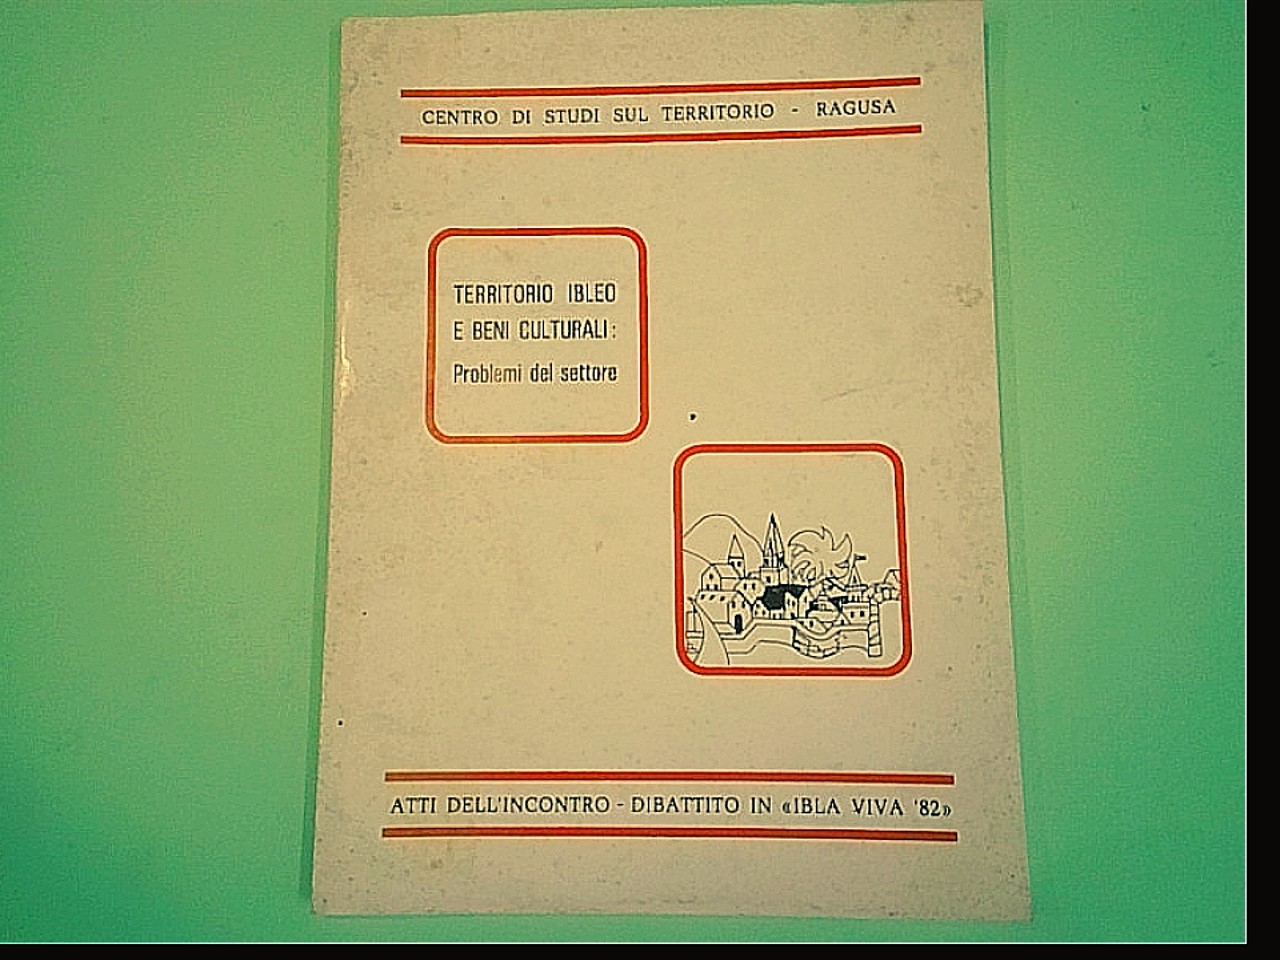 CENTRO DI STUDI SUL TERRITORIO - RAGUSA
TERRITORIO IBLEO
E BENI CULTURALI:
Problemi del settore
ATTI DELL'INCONTRO - DIBATTITO IN «IBLA VIVA '82»